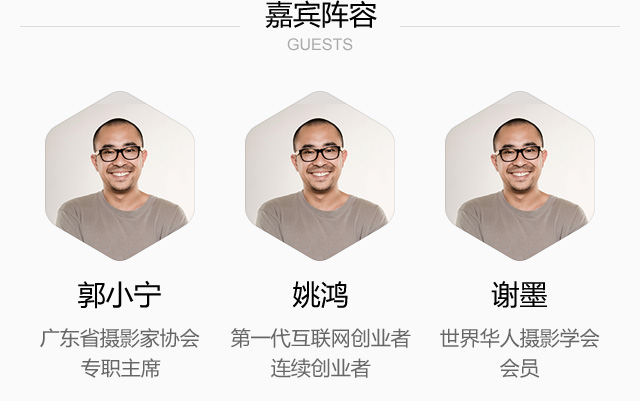 嘉宾阵容
GUESTS
郭小宁
姚鸿
谢墨
广东省摄影家协会
专职主席
第一代互联网创业者
连续创业者
世界华人摄影学会
会员